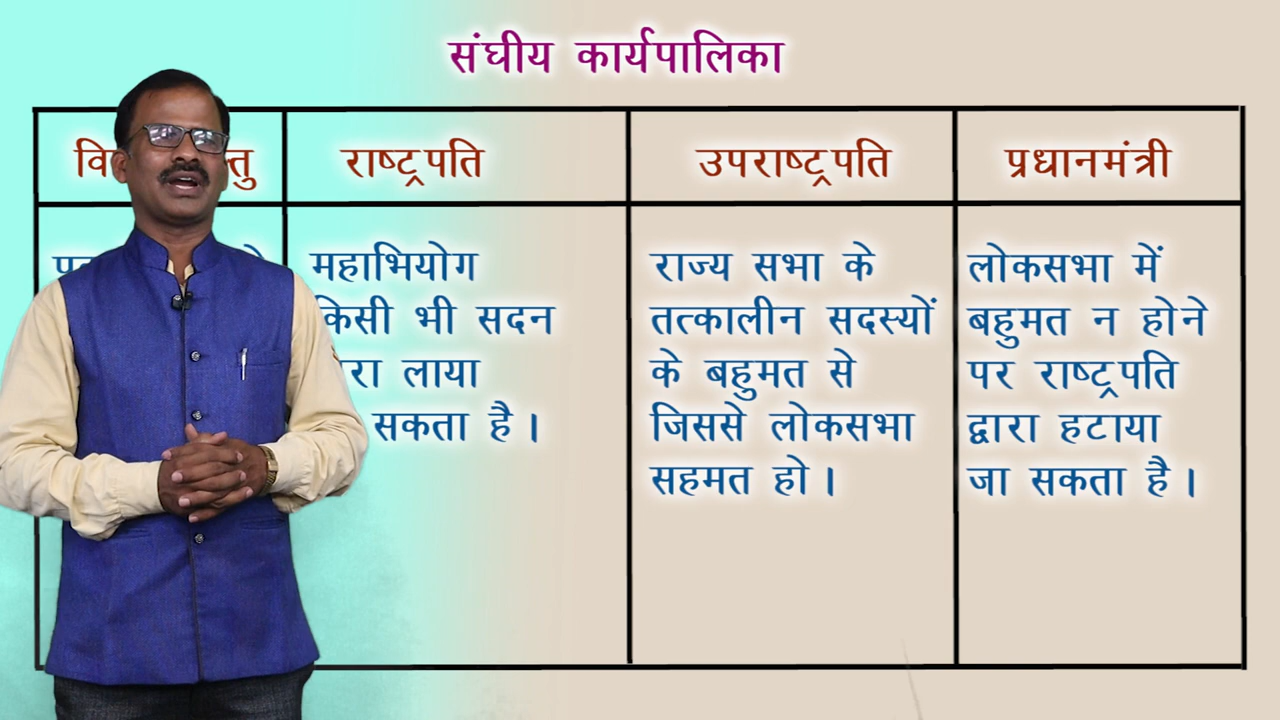 संघीय कार्यपालिका
राष्ट्रपति
उपराष्ट्रपति
प्रधानमंत्री
महाभियोग
किसी भी सदन
लाया
सकता है।
राज्य सभा के
तत्कालीन सदस्यों
के बहुमत से
जिससे लोकसभा
सहमत हो।
लोकसभा में
बहुमत न होने
पर राष्ट्रपति
द्वारा हटाया
जा सकता है।